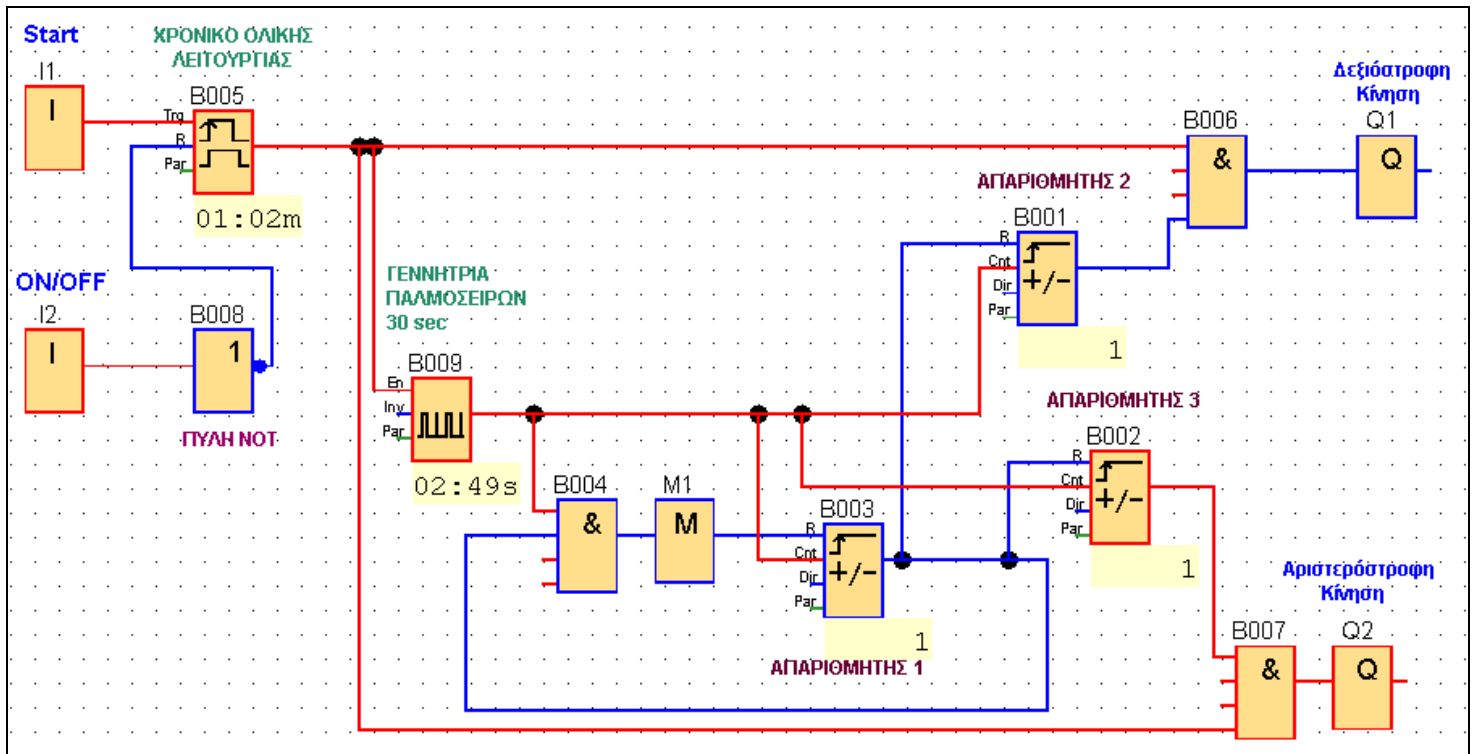 Start
ΧΡΟΝΙΚΟ ΟΛΙΚΗΣ
ΛΕΙΤΟΥΡΓΙΑΣ
I1
I
B005
Trg
R
Par
01:02m
ON/OFF
I2
I
B008
1
ΠΥΛΗ NOT
ΓΕΝΝΗΤΡΙΑ
ΠΑΛΜΟΣΕΙΡΩΝ
30 sec
B009
En
Inv
Par
02:49s
B004
&
M1
M
B003
R
Cnt
Dir
Par
+/−
1
ΑΠΑΡΙΘΜΗΤΗΣ 1
ΑΠΑΡΙΘΜΗΤΗΣ 2
B001
R
Cnt
Dir
Par
+/−
1
ΑΠΑΡΙΘΜΗΤΗΣ 3
B002
R
Cnt
Dir
Par
+/−
1
B006
&
Δεξιόστροφη
Κίνηση
Q1
Q
Αριστερόστροφη
Κίνηση
B007
&
Q2
Q